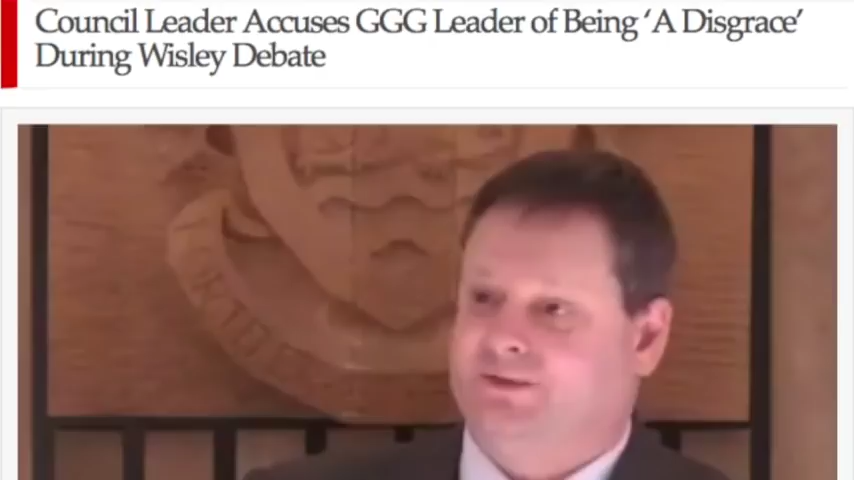 Council Leader Accuses GGG Leader of Being ‘A Disgrace’
During Wisley Debate